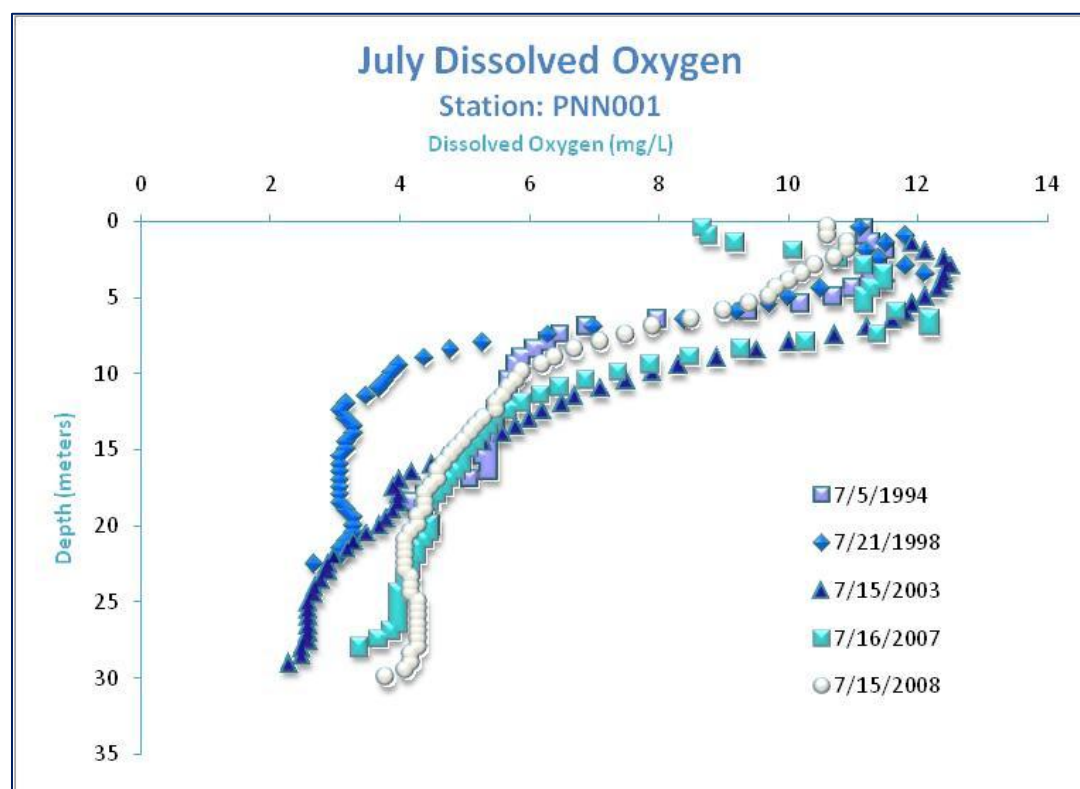 July Dissolved Oxygen
Station: PNN001
Dissolved Oxygen (mg/L)
0 2 4 6 8 10 12 14
0
5
10
15
20
25
30
35
Depth (meters)
7/5/1994
7/21/1998
7/15/2003
7/16/2007
7/15/2008